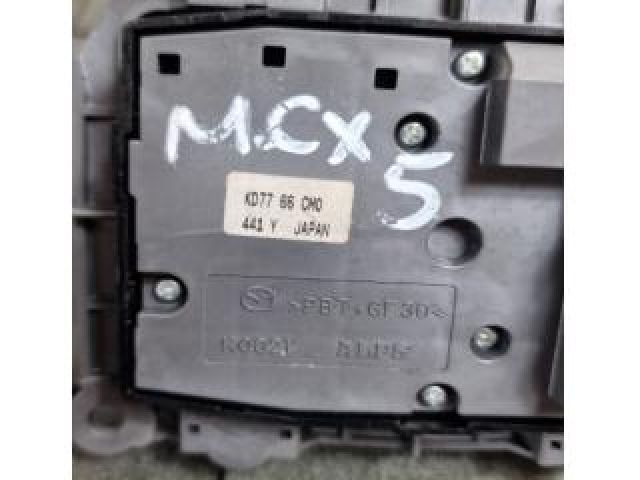 M.CX
5
KD77 66 CM0
441 Y JAPAN
>PBT-GF30<